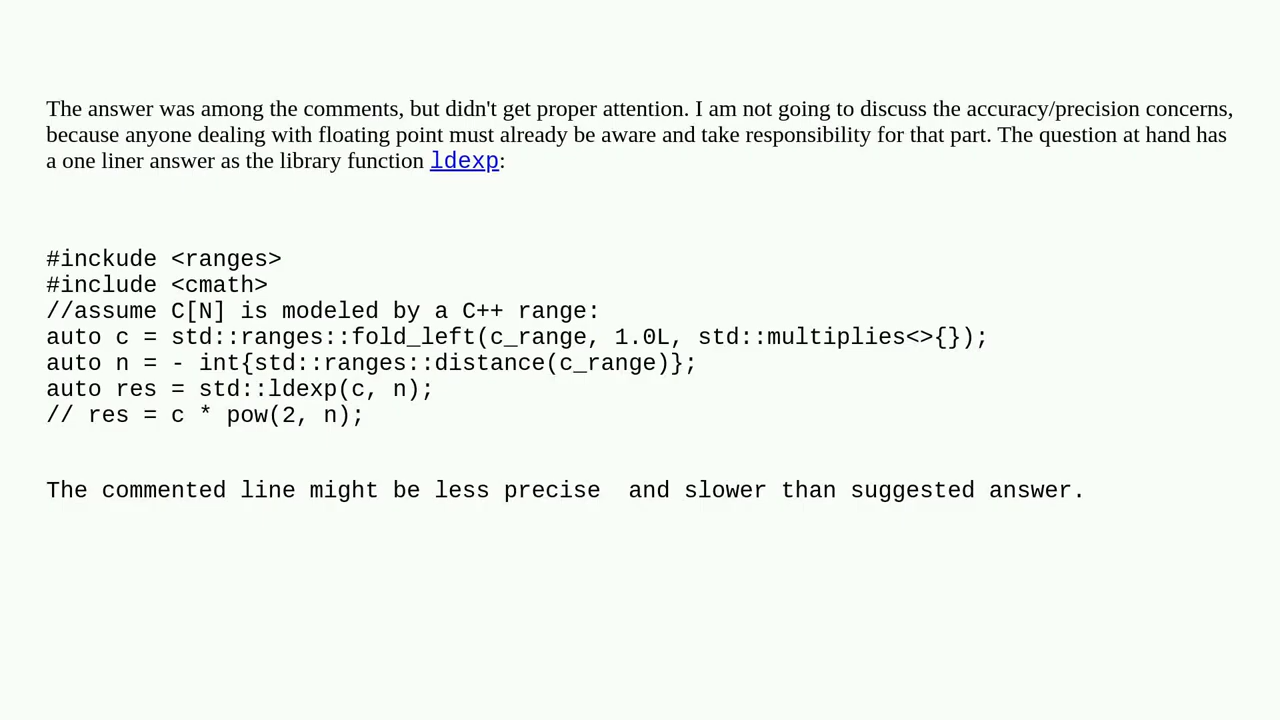 The answer was among the comments, but didn't get proper attention. I am not going to discuss the accuracy/precision concerns,
because anyone dealing with floating point must already be aware and take responsibility for that part. The question at hand has
a one liner answer as the library function ldexp:
#inckude <ranges>
#include <cmath>
//assume C[N] is modeled by a C++ range:
auto c = std::ranges::fold_left(c_range, 1.0L, std::multiplies<>{});
auto n = - int{std::ranges::distance(c_range)};
auto res = std::ldexp(c, n);
// res = c * pow(2, n);
The commented line might be less precise  and slower than suggested answer.